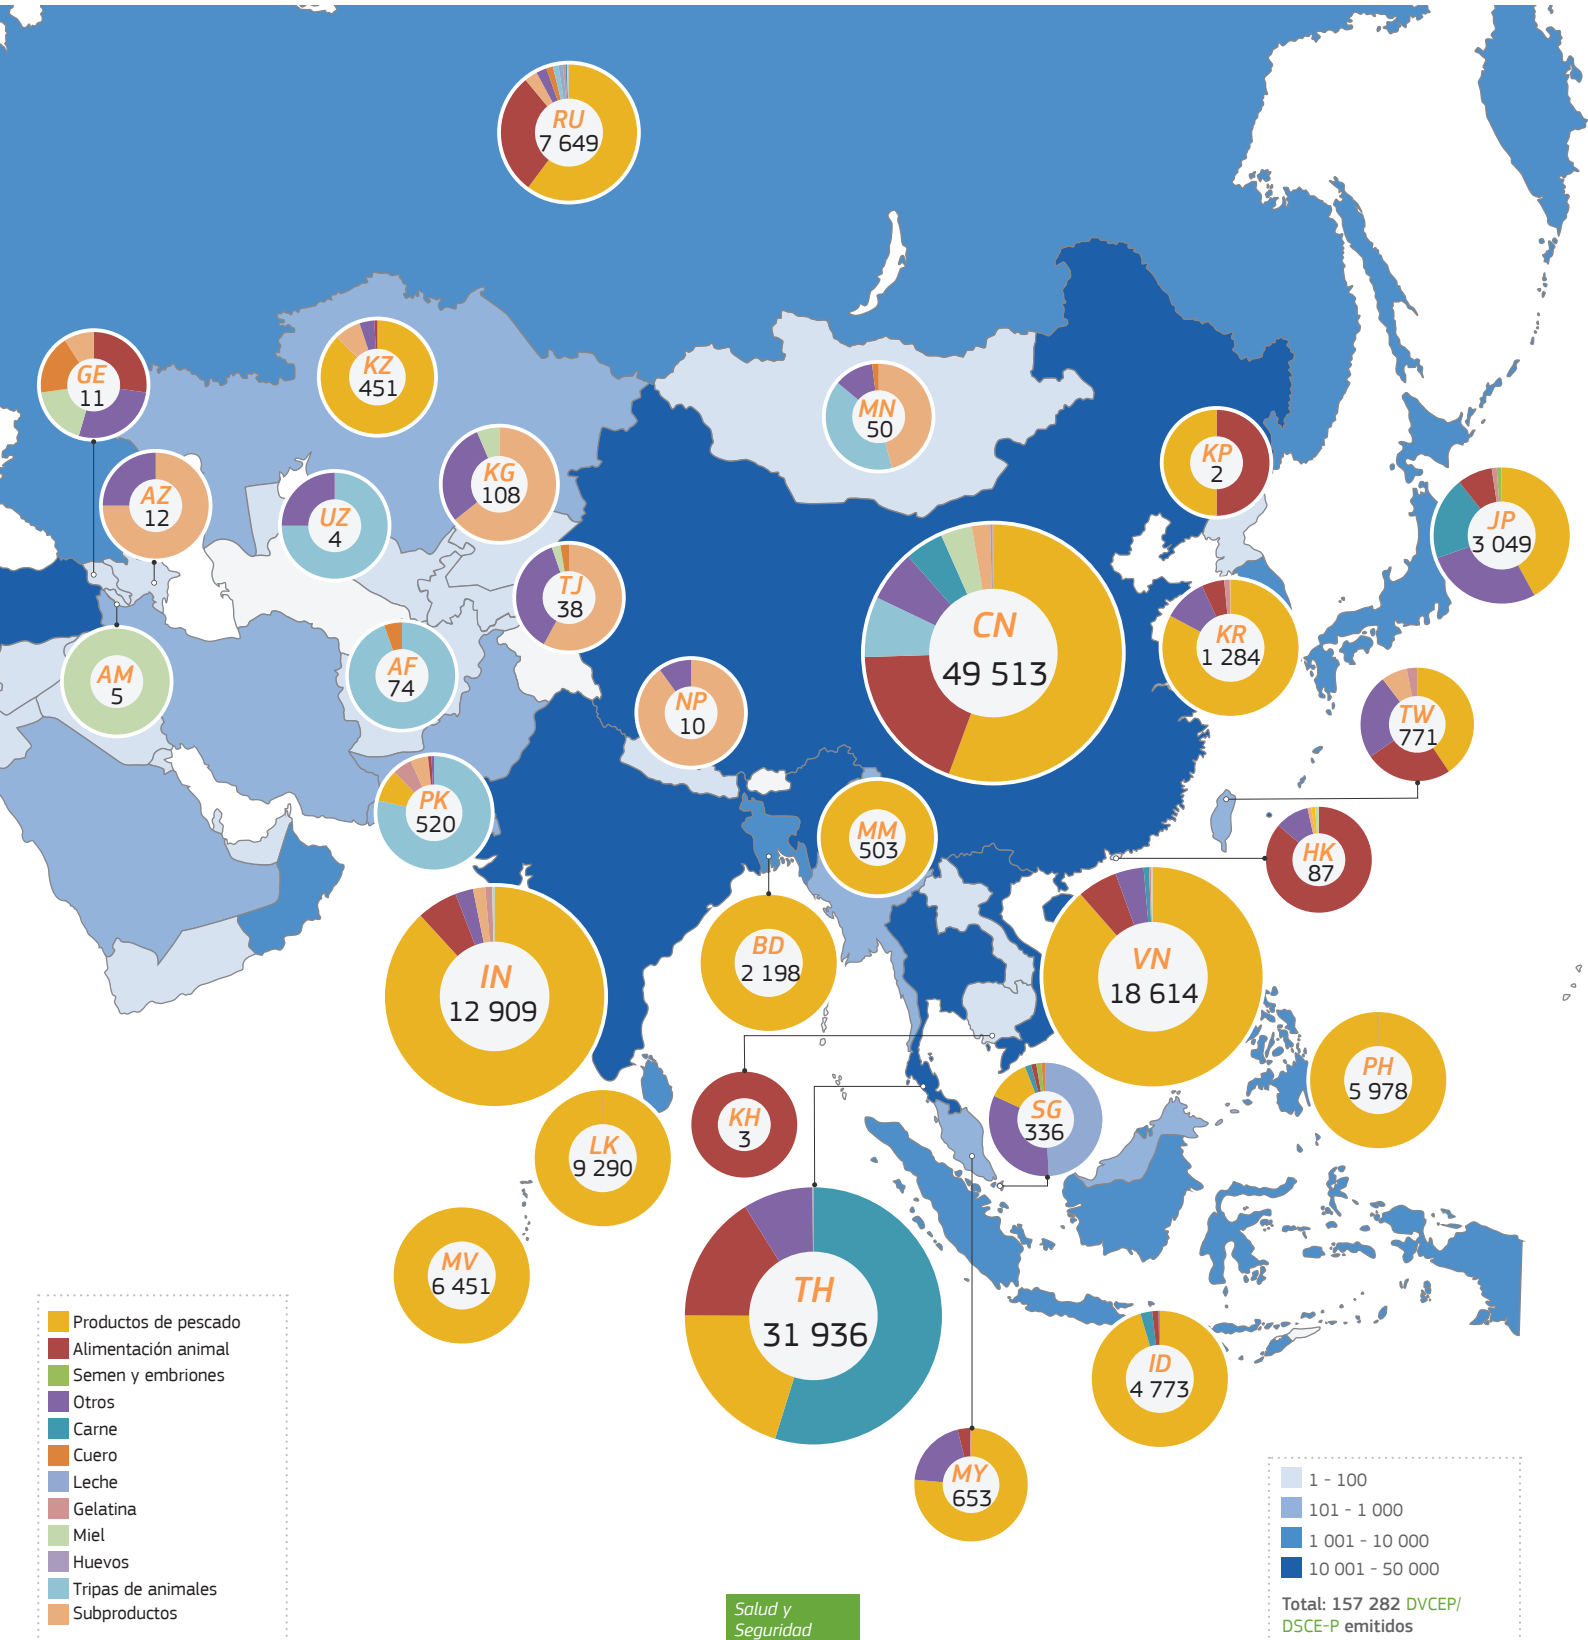 RU
7 649
GE
11
KZ
451
MN
50
KP
2
KG
108
AZ
12
UZ
4
JP
3 049
TJ
38
CN
49 513
KR
1 284
AM
5
AF
74
NP
10
TW
771
PK
520
MM
503
HK
87
IN
12 909
BD
2 198
VN
18 614
PH
5 978
SG
336
KH
3
LK
9 290
MV
6 451
TH
31 936
ID
4 773
MY
653
Productos de pescado
Alimentación animal
Semen y embriones
Otros
Carne
Cuero
Leche
Gelatina
Miel
Huevos
Tripas de animales
Subproductos
1 - 100
101 - 1 000
1 001 - 10 000
10 001 - 50 000
Total: 157 282 DVCEP/
DSCE-P emitidos
Salud y
Seguridad